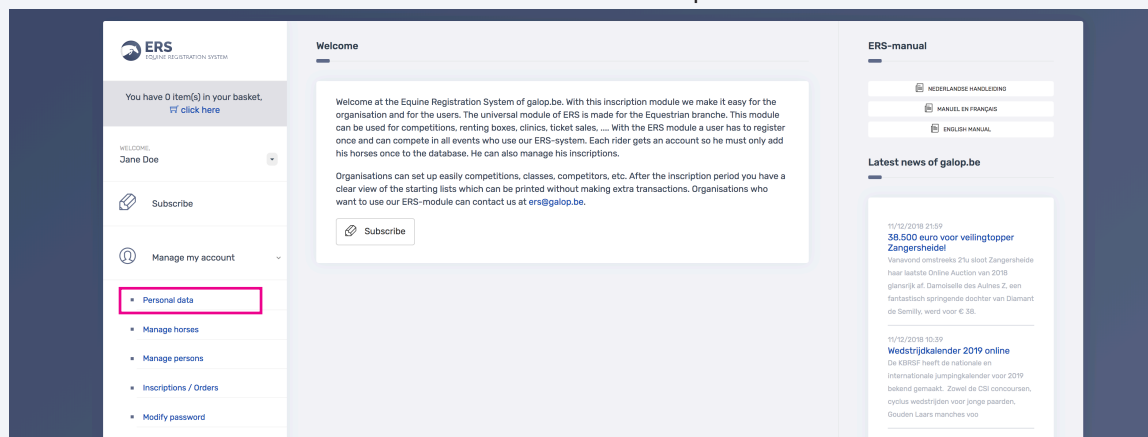 ERS
EQUINE REGISTRATION SYSTEM
You have 0 item(s) in your basket,
click here
WELCOME,
Jane Doe
Subscribe
Manage my account
Personal data
Manage horses
Manage persons
Inscriptions / Orders
Modify password
Welcome
Welcome at the Equine Registration System of galop.be. With this inscription module we make it easy for the
organisation and for the users. The universal module of ERS is made for the Equestrian branche. This module
can be used for competitions, renting boxes, clinics, ticket sales, .... With the ERS module a user has to register
once and can compete in all events who use our ERS-system. Each rider gets an account so he must only add
his horses once to the database. He can also manage his inscriptions.
Organisations can set up easily competitions, classes, competitors, etc. After the inscription period you have a
clear view of the starting lists which can be printed without making extra transactions. Organisations who
want to use our ERS-module can contact us at ers@galop.be.
Subscribe
ERS-manual
NEDERLANDSE HANDLEIDING
MANUEL EN FRANÇAIS
ENGLISH MANUAL
Latest news of galop.be
11/12/2018 21:59
38.500 euro voor veilingtopper
Zangersheide!
Vanavond omstreeks 21u sloot Zangersheide
haar laatste Online Auction van 2018
glansrijk af. Damoiselle des Aulnes Z, een
fantastisch springende dochter van Diamant
de Semilly, werd voor € 38.
11/12/2018 10:39
Wedstrijdkalender 2019 online
De KBRSF heeft de nationale en
internationale jumpingkalender voor 2019
bekend gemaakt. Zowel de CSI concoursen,
cyclus wedstrijden voor jonge paarden,
Gouden Laars manches voo